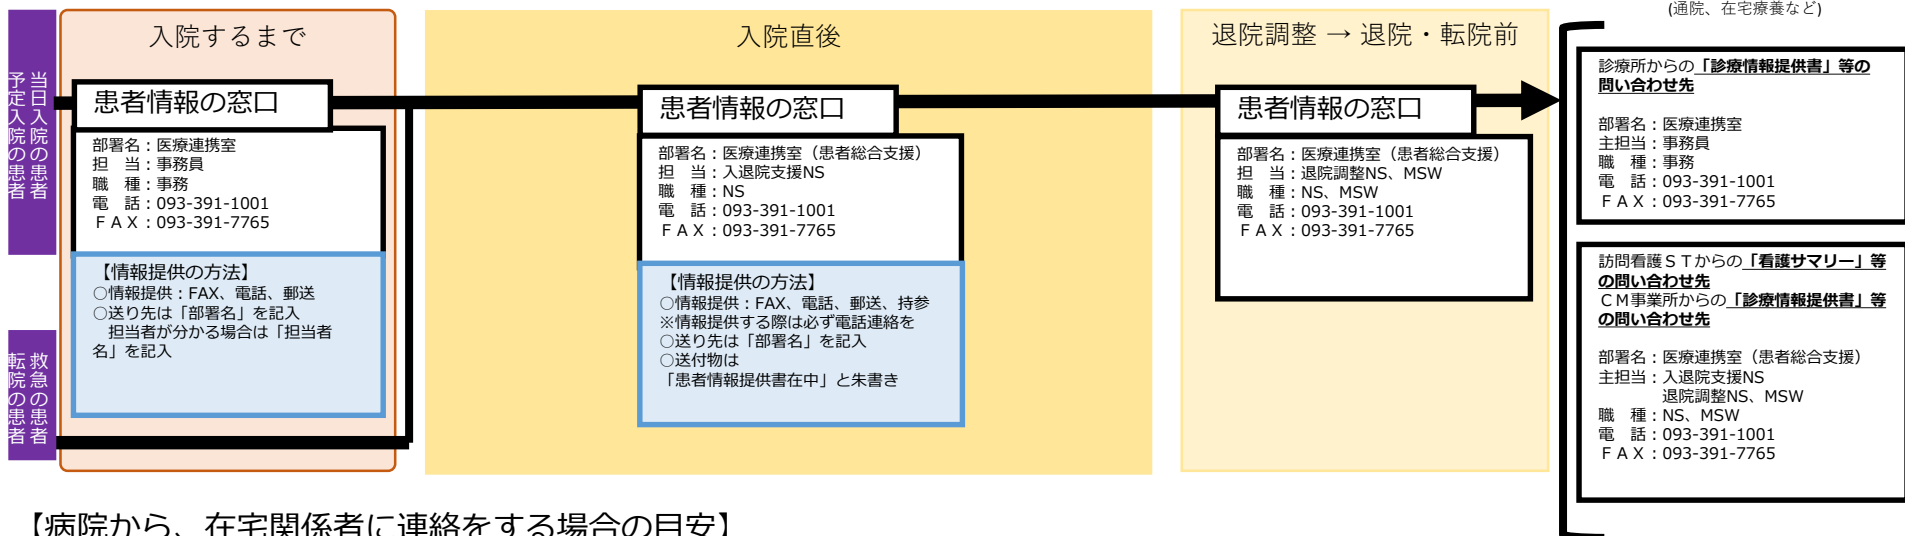 (通院、在宅療養など)
当日入院の患者
予定入院の患者
救急の患者
転院の患者
入院するまで
患者情報の窓口
部署名：医療連携室
担　当：事務員
職　種：事務
電　話：093-391-1001
ＦＡＸ：093-391-7765
【情報提供の方法】
○情報提供：FAX、電話、郵送
○送り先は「部署名」を記入
担当者が分かる場合は「担当者
名」を記入
入院直後
患者情報の窓口
部署名：医療連携室（患者総合支援）
担　当：入退院支援NS
職　種：NS
電　話：093-391-1001
ＦＡＸ：093-391-7765
【情報提供の方法】
○情報提供：FAX、電話、郵送、持参
※情報提供する際は必ず電話連絡を
○送り先は「部署名」を記入
○送付物は
「患者情報提供書在中」と朱書き
退院調整 → 退院・転院前
患者情報の窓口
部署名：医療連携室（患者総合支援）
担　当：退院調整NS、MSW
職　種：NS、MSW
電　話：093-391-1001
ＦＡＸ：093-391-7765
診療所からの「診療情報提供書」等の
問い合わせ先
部署名：医療連携室
主担当：事務員
職　種：事務
電　話：093-391-1001
ＦＡＸ：093-391-7765
訪問看護ＳＴからの「看護サマリー」等
の問い合わせ先
ＣＭ事業所からの「診療情報提供書」等
の問い合わせ先
部署名：医療連携室（患者総合支援）
主担当：入退院支援NS
退院調整NS、MSW
職　種：NS、MSW
電　話：093-391-1001
ＦＡＸ：093-391-7765
【病院から、在宅関係者に連絡をする場合の目安】